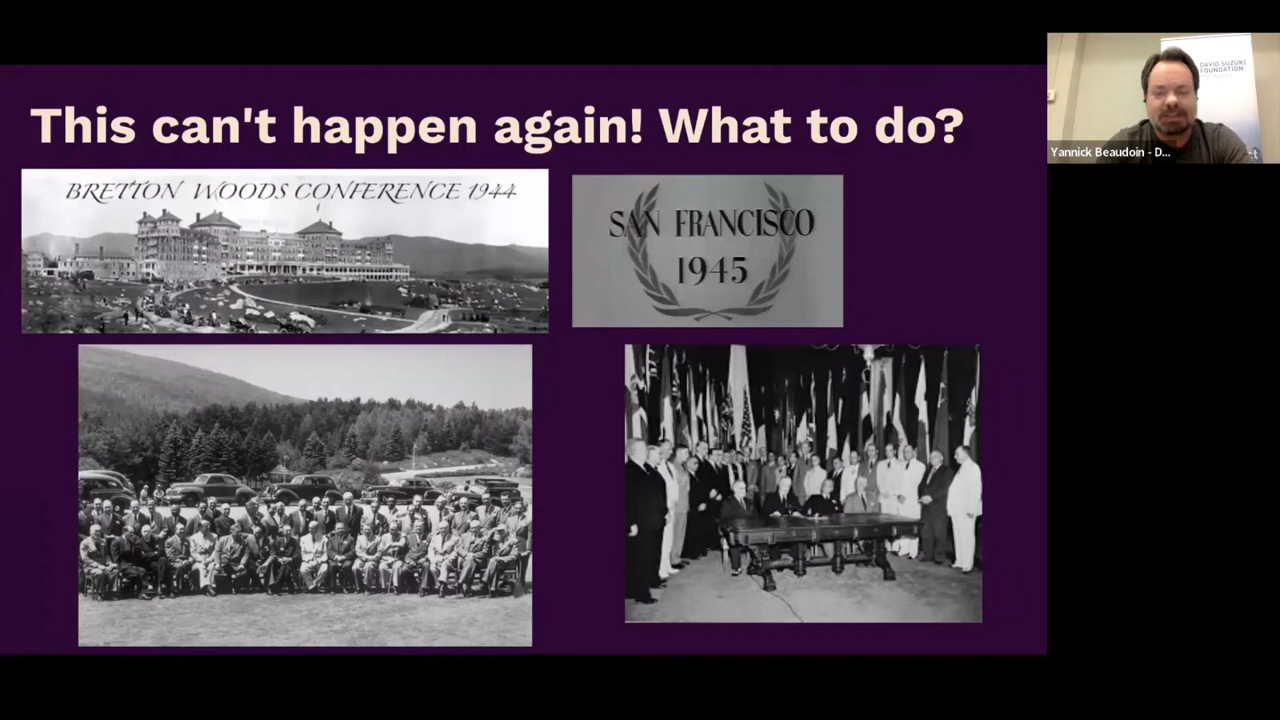 This can't happen again! What to do?
BRETTON WOODS CONFERENCE 1944
SAN FRANCISCO
1945
DAVID SUZUKI
FOUNDATION
Yannick Beaudoin - D...